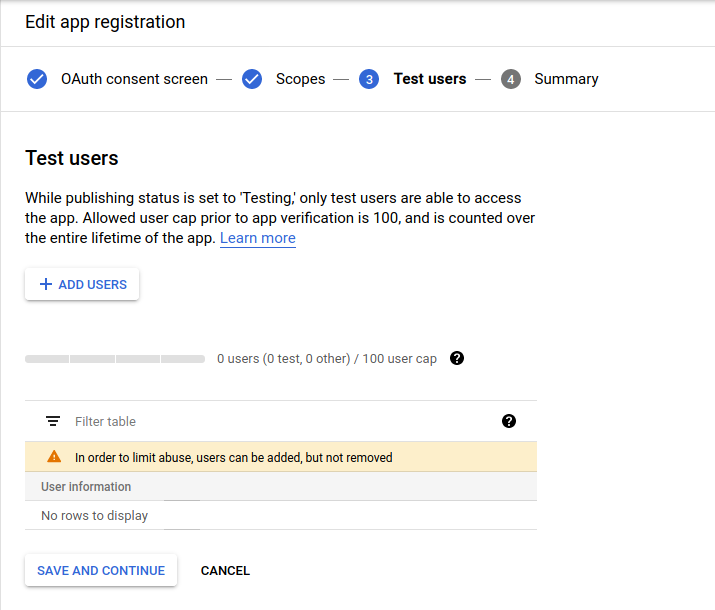 Edit app registration
OAuth consent screen — Scopes — 3 Test users — 4 Summary
Test users
While publishing status is set to 'Testing,' only test users are able to access
the app. Allowed user cap prior to app verification is 100, and is counted over
the entire lifetime of the app. Learn more
+ ADD USERS
0 users (0 test, 0 other) / 100 user cap ?
Filter table ?
In order to limit abuse, users can be added, but not removed
User information
No rows to display
SAVE AND CONTINUE CANCEL